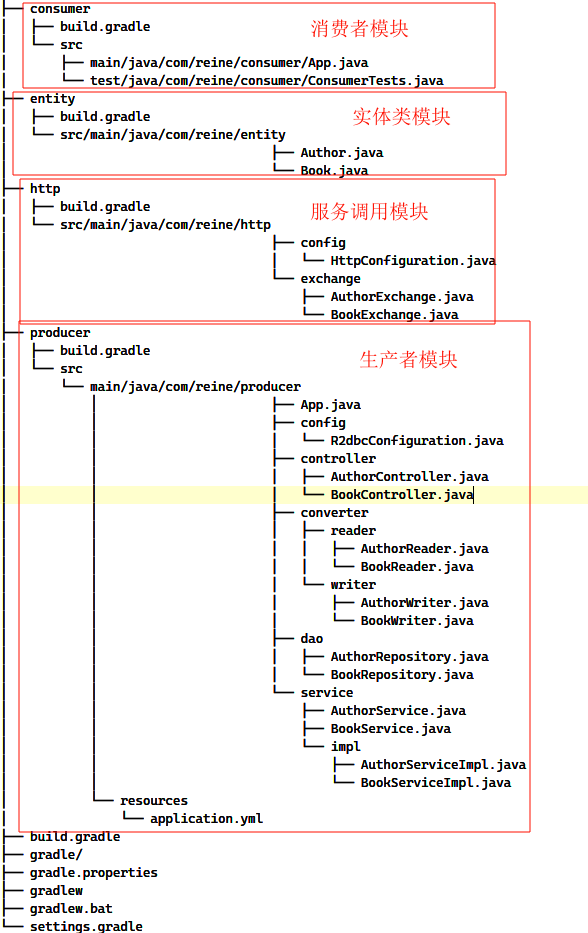 ├── consumer
│   ├── build.gradle 消费者模块
│   └── src
│       ├── main/java/com/reine/consumer/App.java
│       └── test/java/com/reine/consumer/ConsumerTests.java
├── entity
│   ├── build.gradle 实体类模块
│   └── src/main/java/com/reine/entity
│                                   ├── Author.java
│                                   └── Book.java
├── http
│   ├── build.gradle 服务调用模块
│   └── src/main/java/com/reine/http
│                                   ├── config
│                                   │   └── HttpConfiguration.java
│                                   └── exchange
│                                       ├── AuthorExchange.java
│                                       └── BookExchange.java
├── producer
│   ├── build.gradle 生产者模块
│   └── src
│       └── main/java/com/reine/producer
│           │                       ├── App.java
│           │                       ├── config
│           │                       │   └── R2dbcConfiguration.java
│           │                       ├── controller
│           │                       │   ├── AuthorController.java
│           │                       │   └── BookController.java
│           │                       ├── converter
│           │                       │   ├── reader
│           │                       │   │   ├── AuthorReader.java
│           │                       │   │   └── BookReader.java
│           │                       │   └── writer
│           │                       │       ├── AuthorWriter.java
│           │                       │       └── BookWriter.java
│           │                       ├── dao
│           │                       │   ├── AuthorRepository.java
│           │                       │   └── BookRepository.java
│           │                       └── service
│           │                           ├── AuthorService.java
│           │                           ├── BookService.java
│           │                           └── impl
│           │                               ├── AuthorServiceImpl.java
│           │                               └── BookServiceImpl.java
│           └── resources
│               └── application.yml
├── build.gradle
├── gradle/
├── gradle.properties
├── gradlew
├── gradlew.bat
└── settings.gradle